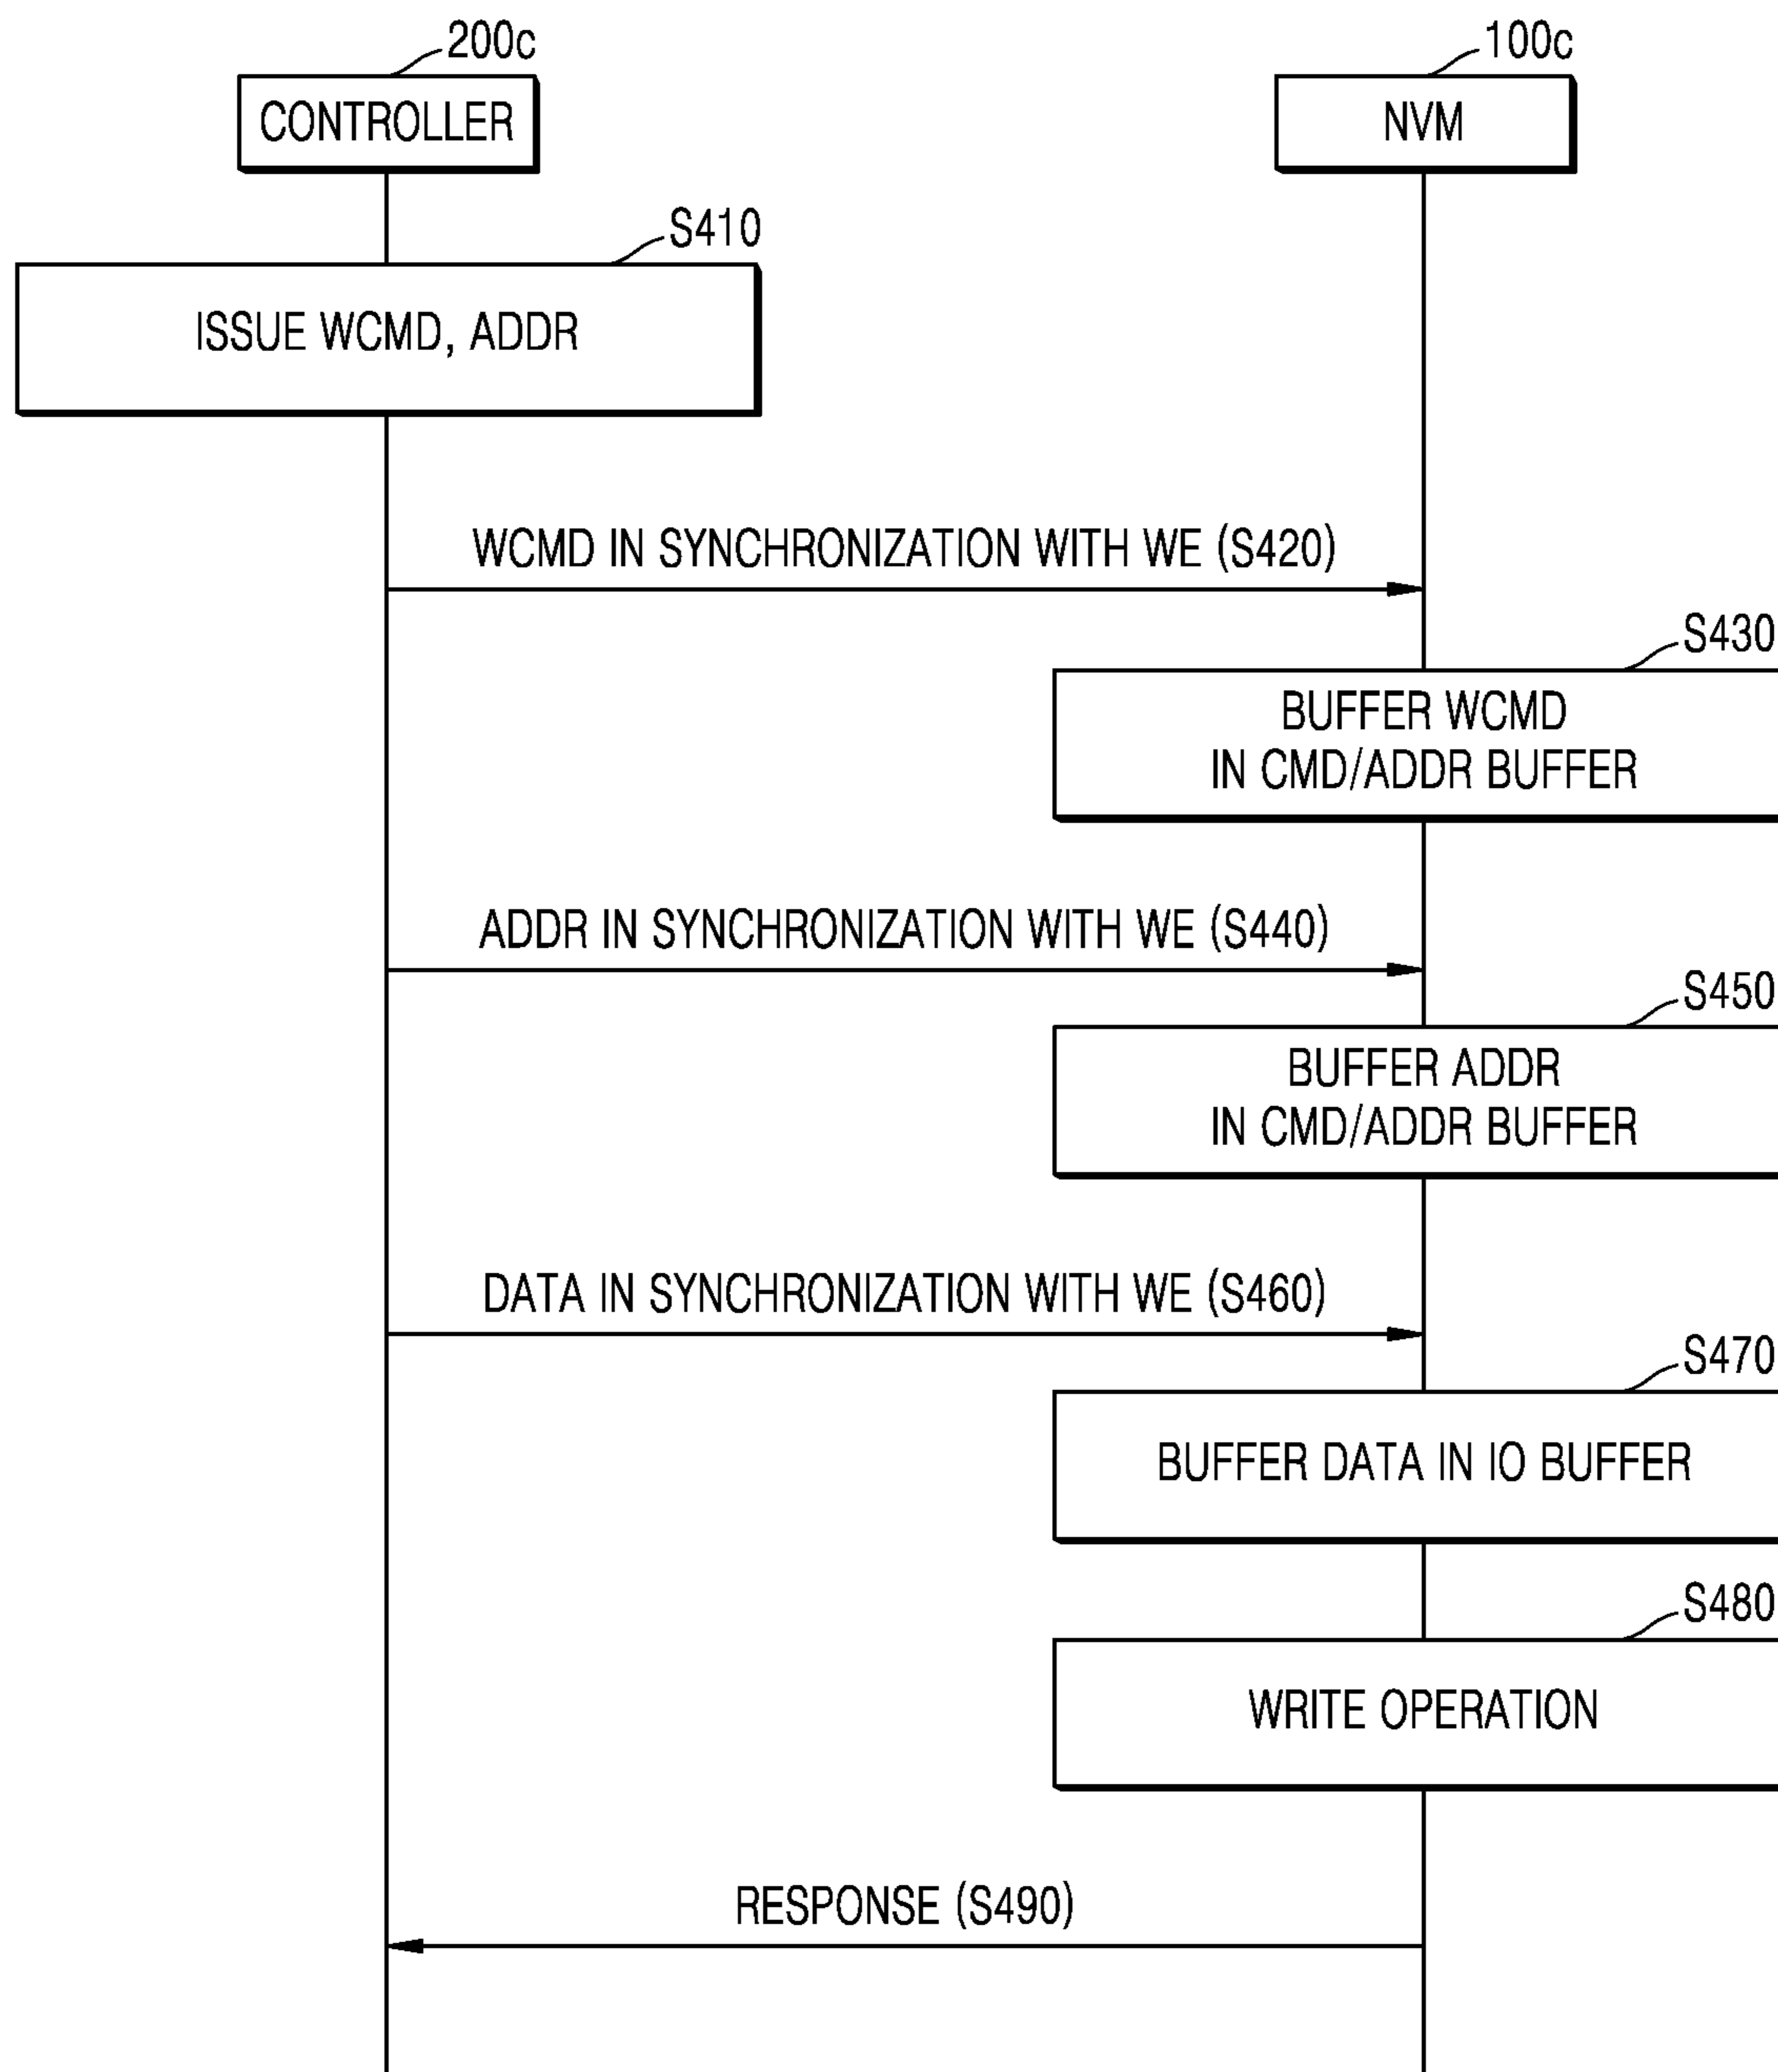 200c
100c
CONTROLLER
NVM
S410
ISSUE WCMD, ADDR
WCMD IN SYNCHRONIZATION WITH WE (S420)
S430
BUFFER WCMD
IN CMD/ADDR BUFFER
ADDR IN SYNCHRONIZATION WITH WE (S440)
S450
BUFFER ADDR
IN CMD/ADDR BUFFER
DATA IN SYNCHRONIZATION WITH WE (S460)
S470
BUFFER DATA IN IO BUFFER
S480
WRITE OPERATION
RESPONSE (S490)